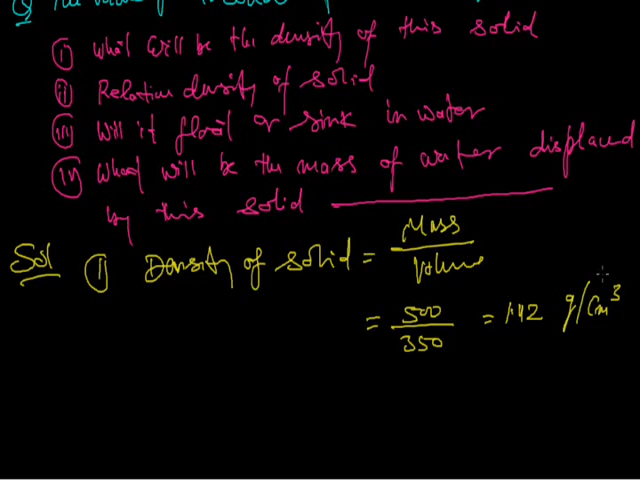 (i) What will be the density of this solid
(ii) Relative density of solid
(iii) Will it float or sink in water
(iv) What will be the mass of water displaced
by this solid
Sol (i) Density of solid = Mass / Volume
= 500 / 350 = 1.42 g/cm³